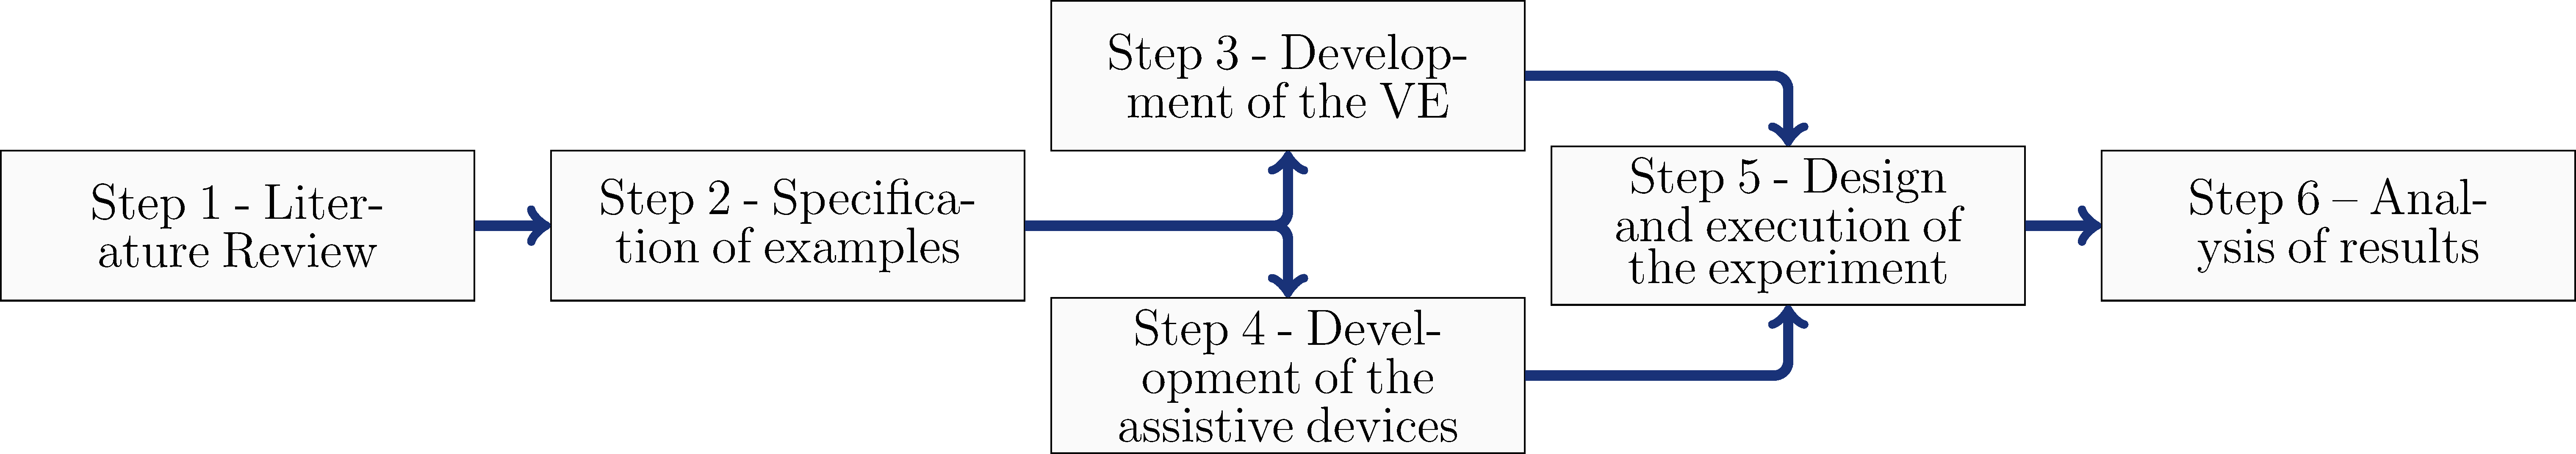 Step 1 - Liter-
ature Review
Step 2 - Specifica-
tion of examples
Step 3 - Develop-
ment of the VE
Step 4 - Devel-
opment of the
assistive devices
Step 5 - Design
and execution of
the experiment
Step 6 – Anal-
ysis of results